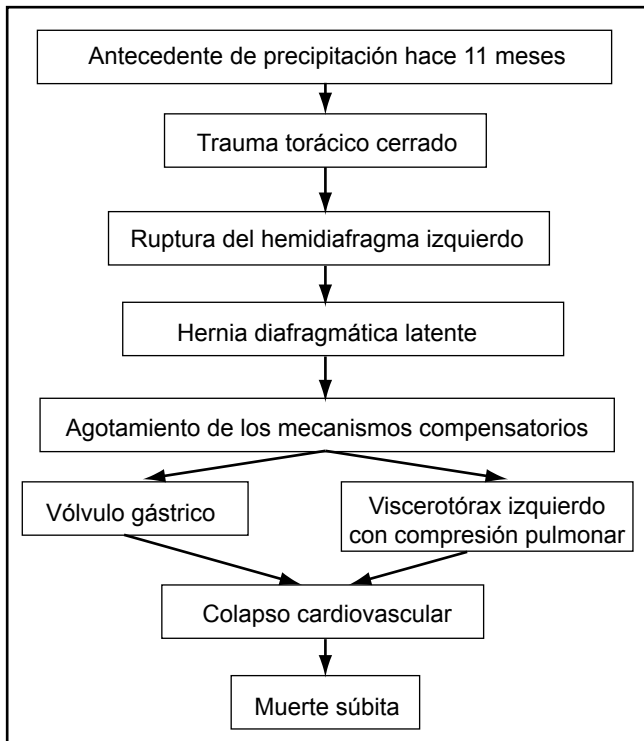 Antecedente de precipitación hace 11 meses
Trauma torácico cerrado
Ruptura del hemidiafragma izquierdo
Hernia diafragmática latente
Agotamiento de los mecanismos compensatorios
Vólvulo gástrico
Viscerotórax izquierdo
con compresión pulmonar
Colapso cardiovascular
Muerte súbita